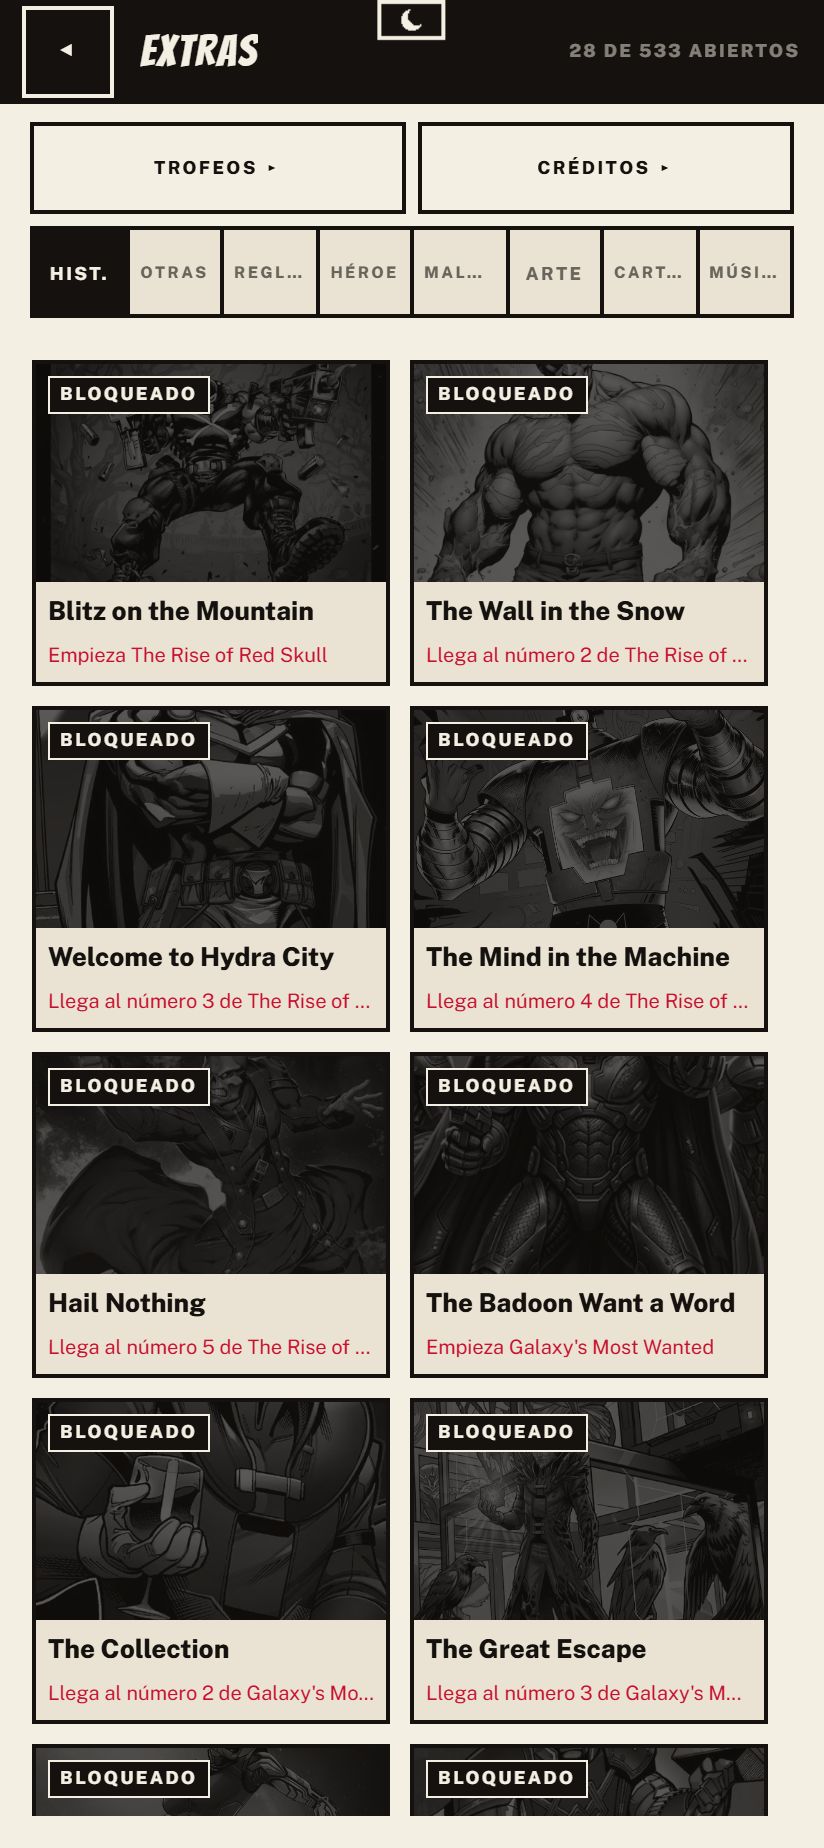 EXTRAS
28 DE 533 ABIERTOS
TROFEOS ▸
CRÉDITOS ▸
HIST.
OTRAS
REGL...
HÉROE
MAL...
ARTE
CART...
MÚSI...
BLOQUEADO
Blitz on the Mountain
Empieza The Rise of Red Skull
BLOQUEADO
The Wall in the Snow
Llega al número 2 de The Rise of ...
BLOQUEADO
Welcome to Hydra City
Llega al número 3 de The Rise of ...
BLOQUEADO
The Mind in the Machine
Llega al número 4 de The Rise of ...
BLOQUEADO
Hail Nothing
Llega al número 5 de The Rise of ...
BLOQUEADO
The Badoon Want a Word
Empieza Galaxy's Most Wanted
BLOQUEADO
The Collection
Llega al número 2 de Galaxy's Mo...
BLOQUEADO
The Great Escape
Llega al número 3 de Galaxy's M...
BLOQUEADO
BLOQUEADO